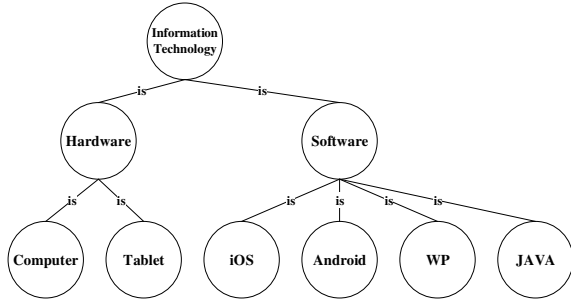 Information
Technology
is is
Hardware Software
is is is is is is
Computer Tablet iOS Android WP JAVA